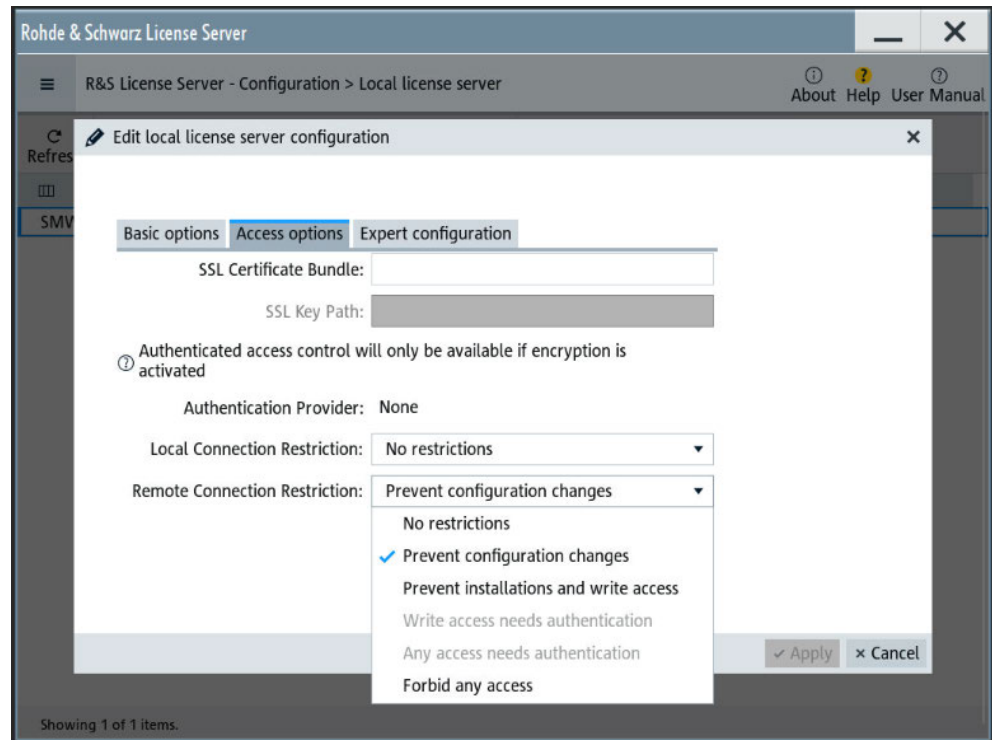 Rohde & Schwarz License Server
R&S License Server - Configuration > Local license server
About Help User Manual
Refres
Edit local license server configuration
SMW
Basic options Access options Expert configuration
SSL Certificate Bundle:
SSL Key Path:
Authenticated access control will only be available if encryption is
activated
Authentication Provider: None
Local Connection Restriction: No restrictions
Remote Connection Restriction: Prevent configuration changes
No restrictions
Prevent configuration changes
Prevent installations and write access
Write access needs authentication
Any access needs authentication
Forbid any access
Apply Cancel
Showing 1 of 1 items.